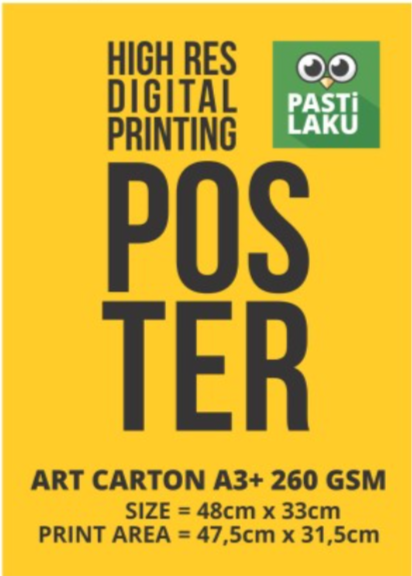 HIGH RES
DIGITAL
PRINTING
PASTi
LAKU
POS
TER
ART CARTON A3+ 260 GSM
SIZE = 48cm x 33cm
PRINT AREA = 47,5cm x 31,5cm